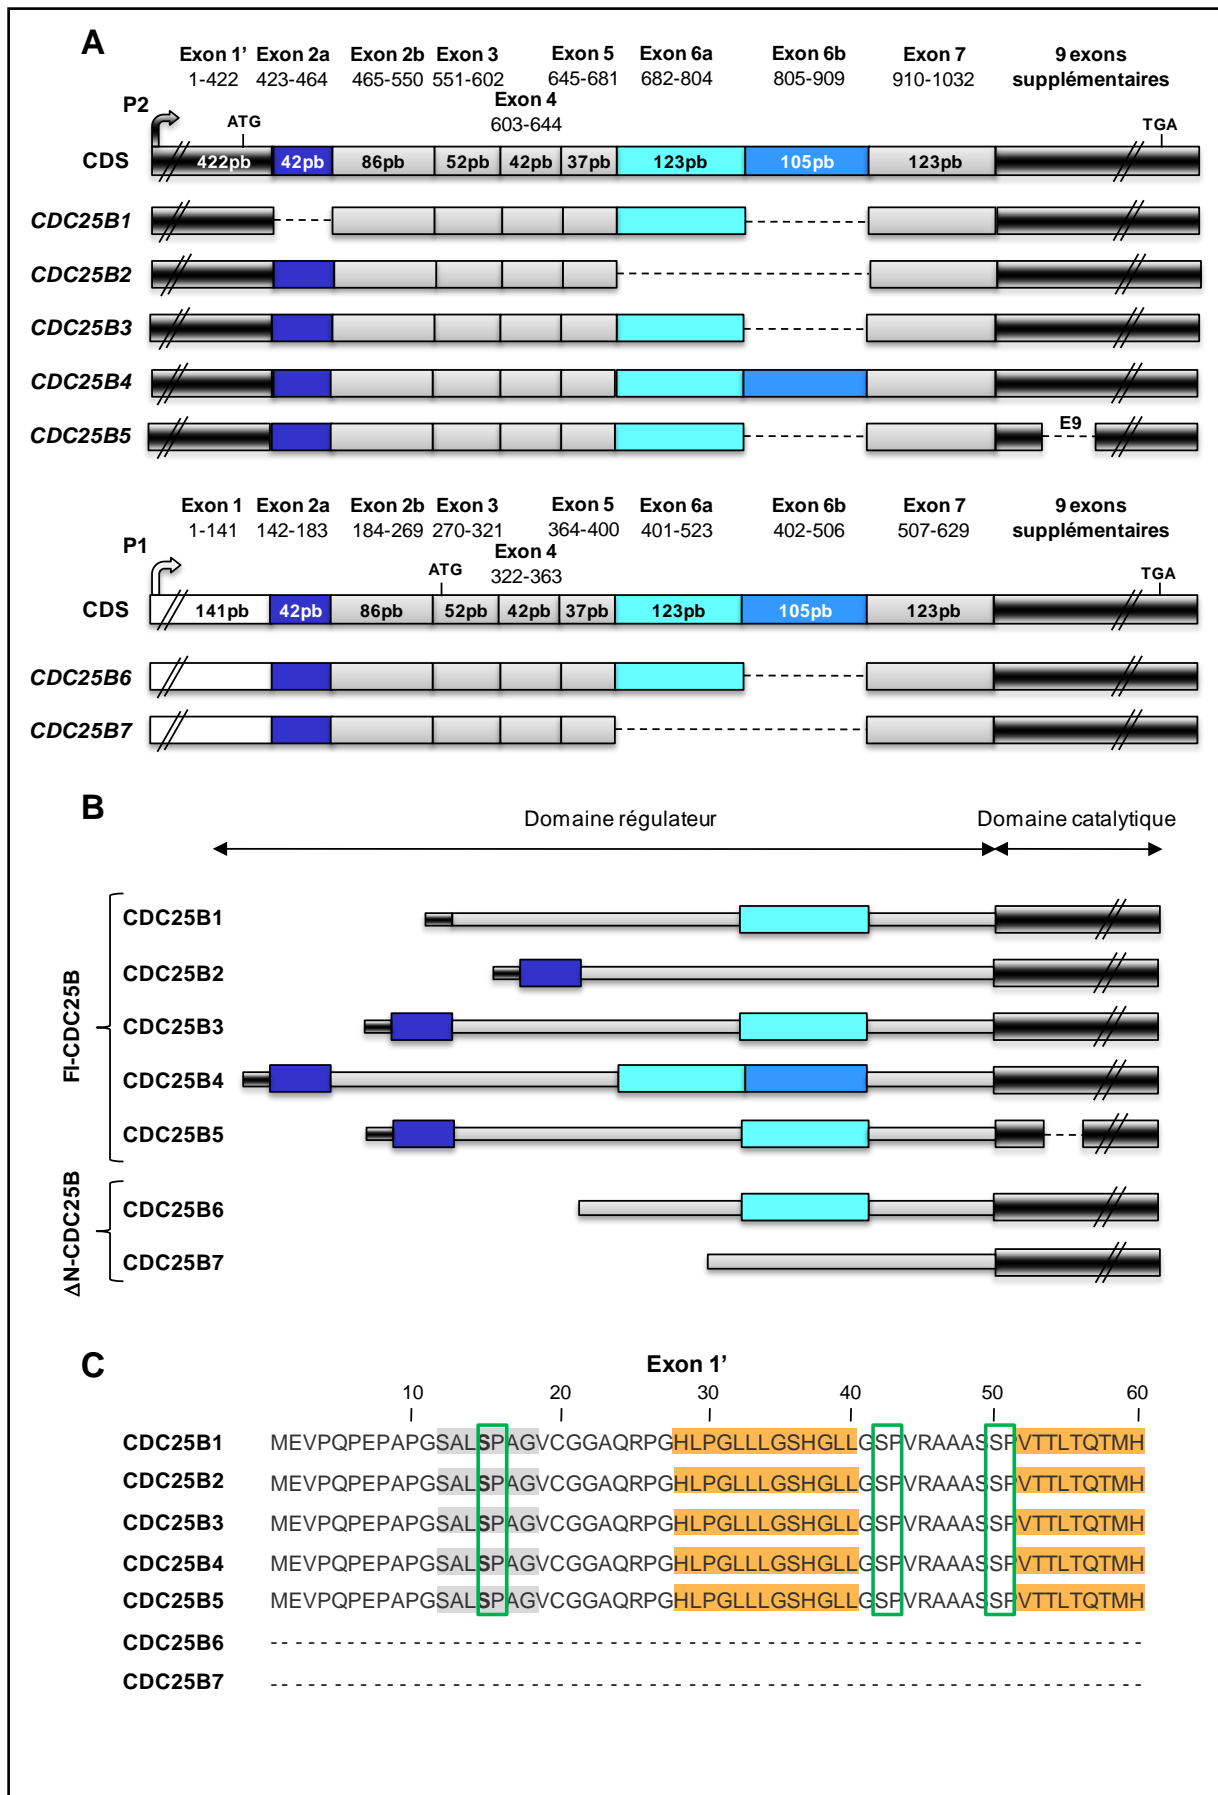 A
Exon 1’ Exon 2a Exon 2b Exon 3 Exon 5 Exon 6a Exon 6b Exon 7 9 exons
1-422 423-464 465-550 551-602 645-681 682-804 805-909 910-1032 supplémentaires
Exon 4
603-644
P2
ATG TGA
CDS 422pb 42pb 86pb 52pb 42pb 37pb 123pb 105pb 123pb
CDC25B1
CDC25B2
CDC25B3
CDC25B4
CDC25B5 E9
Exon 1 Exon 2a Exon 2b Exon 3 Exon 5 Exon 6a Exon 6b Exon 7 9 exons
1-141 142-183 184-269 270-321 364-400 401-523 402-506 507-629 supplémentaires
P1
Exon 4
322-363
ATG TGA
CDS 141pb 42pb 86pb 52pb 42pb 37pb 123pb 105pb 123pb
CDC25B6
CDC25B7
B
Domaine régulateur Domaine catalytique
Fl-CDC25B
CDC25B1
CDC25B2
CDC25B3
CDC25B4
CDC25B5
ΔN-CDC25B
CDC25B6
CDC25B7
C
Exon 1’
10 20 30 40 50 60
CDC25B1 MEVPQPEPAPGSALSPAGVCGGAQRPGHLPGLLLGSHGLLGSPVRAAASSPVTTLTQTMH
CDC25B2 MEVPQPEPAPGSALSPAGVCGGAQRPGHLPGLLLGSHGLLGSPVRAAASSPVTTLTQTMH
CDC25B3 MEVPQPEPAPGSALSPAGVCGGAQRPGHLPGLLLGSHGLLGSPVRAAASSPVTTLTQTMH
CDC25B4 MEVPQPEPAPGSALSPAGVCGGAQRPGHLPGLLLGSHGLLGSPVRAAASSPVTTLTQTMH
CDC25B5 MEVPQPEPAPGSALSPAGVCGGAQRPGHLPGLLLGSHGLLGSPVRAAASSPVTTLTQTMH
CDC25B6 ------------------------------------------------------------
CDC25B7 ------------------------------------------------------------